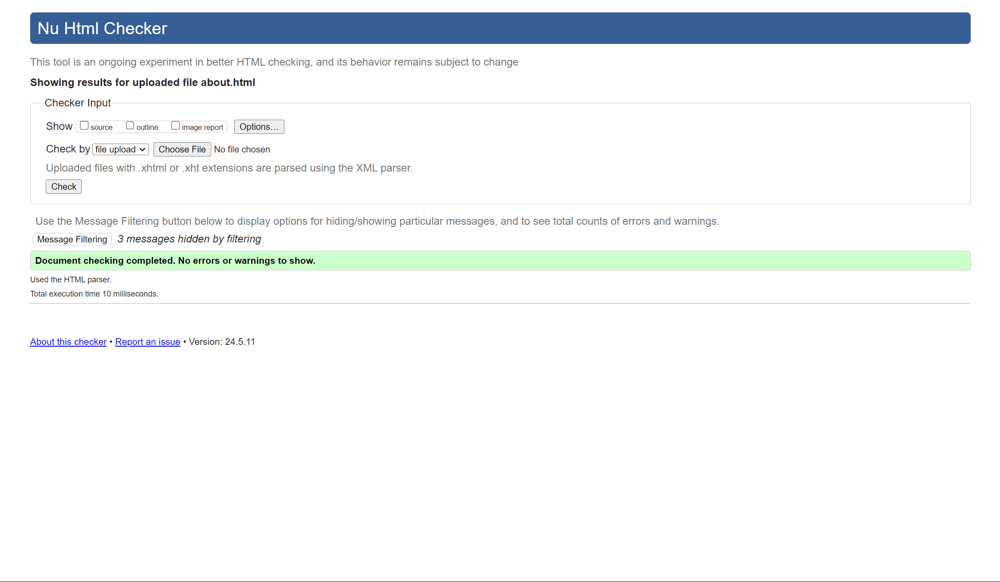 Nu Html Checker
This tool is an ongoing experiment in better HTML checking, and its behavior remains subject to change
Showing results for uploaded file about.html
Checker Input
Show source outline image report Options...
Check by file upload Choose File No file chosen
Uploaded files with .xhtml or .xht extensions are parsed using the XML parser.
Check
Use the Message Filtering button below to display options for hiding/showing particular messages, and to see total counts of errors and warnings.
Message Filtering 3 messages hidden by filtering
Document checking completed. No errors or warnings to show.
Used the HTML parser.
Total execution time 10 milliseconds.
About this checker • Report an issue • Version: 24.5.11